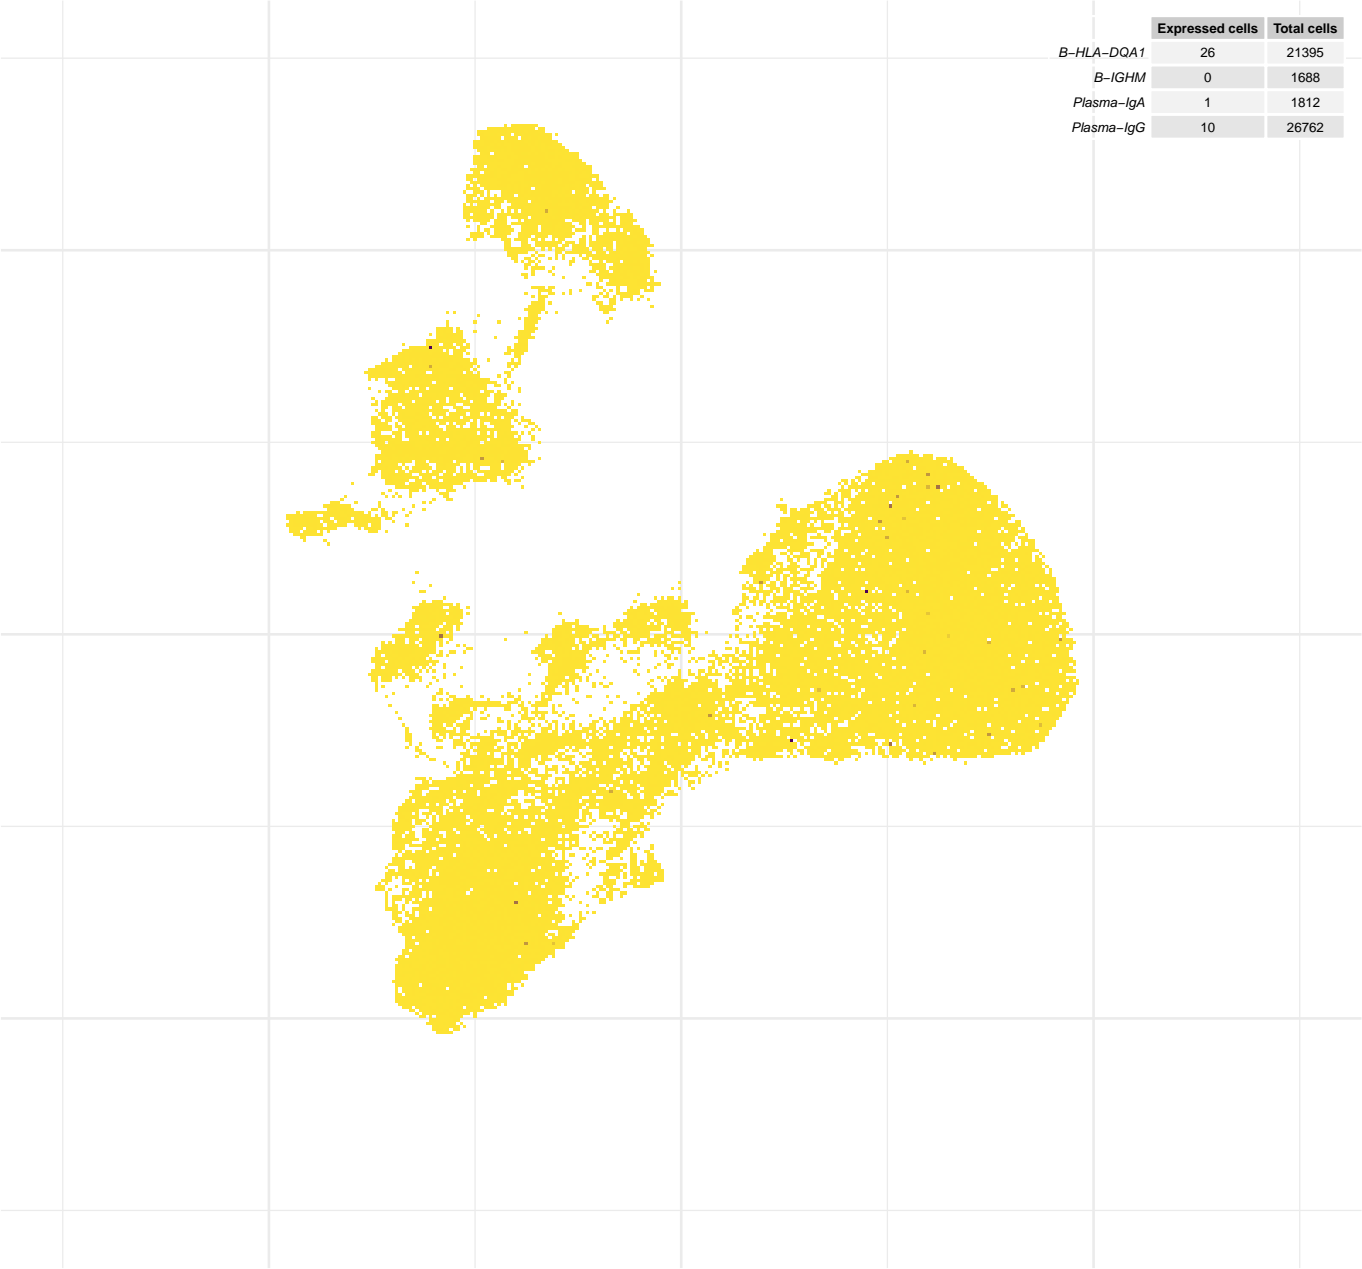 Expressed cells Total cells
B−HLA−DQA1 26 21395
B−IGHM 0 1688
Plasma−IgA 1 1812
Plasma−IgG 10 26762